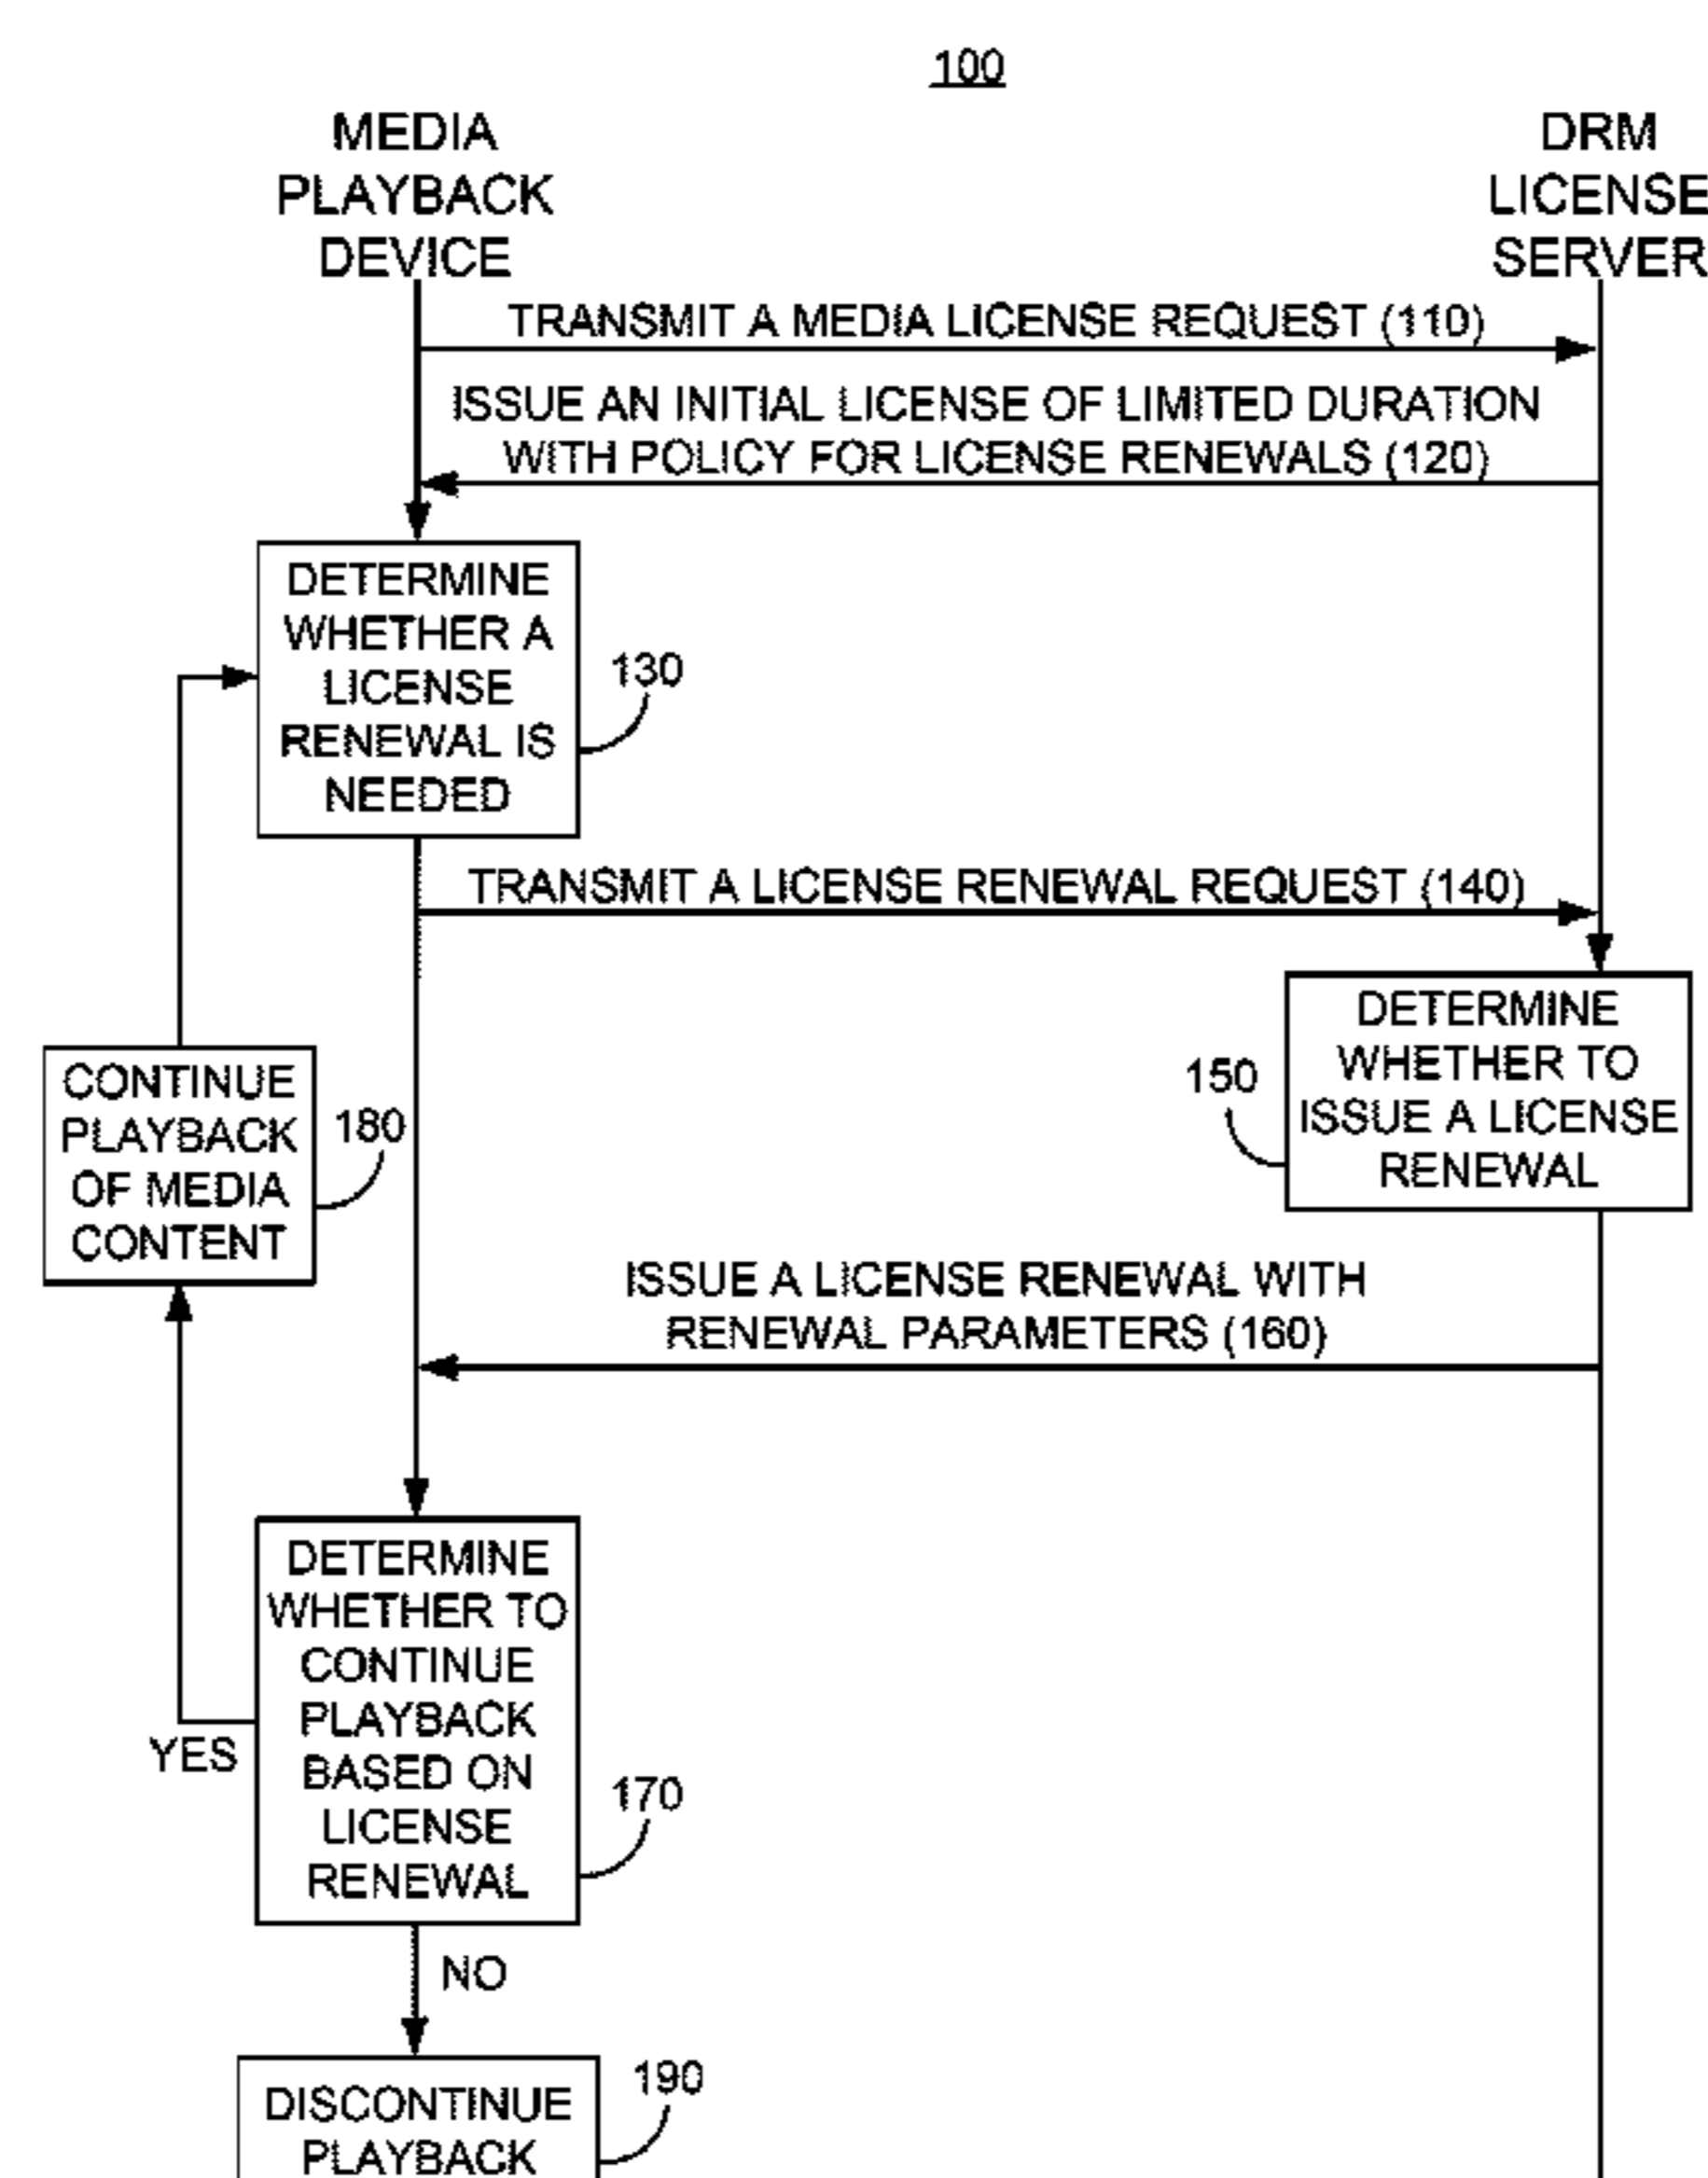 100
MEDIA
PLAYBACK
DEVICE
DRM
LICENSE
SERVER
TRANSMIT A MEDIA LICENSE REQUEST (110)
ISSUE AN INITIAL LICENSE OF LIMITED DURATION
WITH POLICY FOR LICENSE RENEWALS (120)
DETERMINE
WHETHER A
LICENSE
RENEWAL IS
NEEDED
130
TRANSMIT A LICENSE RENEWAL REQUEST (140)
DETERMINE
WHETHER TO
ISSUE A LICENSE
RENEWAL
150
CONTINUE
PLAYBACK
OF MEDIA
CONTENT
180
ISSUE A LICENSE RENEWAL WITH
RENEWAL PARAMETERS (160)
DETERMINE
WHETHER TO
CONTINUE
PLAYBACK
BASED ON
LICENSE
RENEWAL
170
YES
NO
DISCONTINUE
PLAYBACK
190